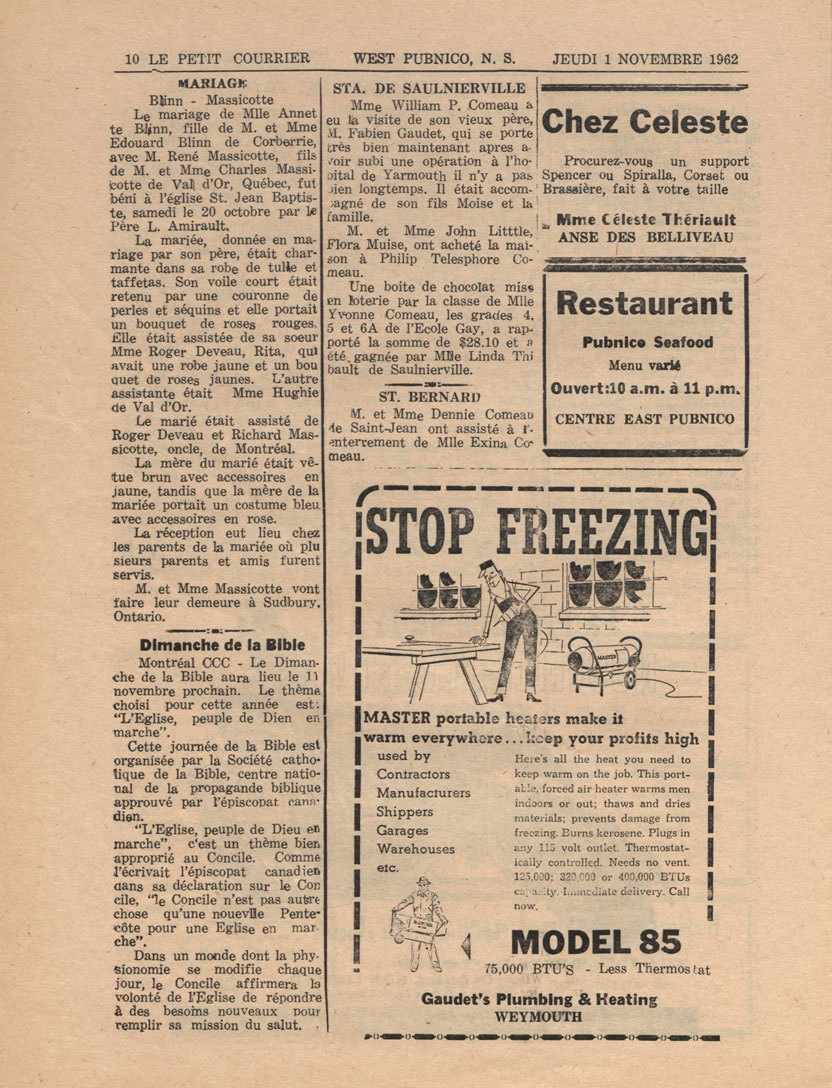 10 LE PETIT COURRIER WEST PUBNICO, N. S. JEUDI 1 NOVEMBRE 1962
MARIAGE
Blinn - Massicotte
Le mariage de Mlle Annet
te Blinn, fille de M. et Mme
Edouard Blinn de Corberrie,
avec M. René Massicotte, fils
de M. et Mme Charles Massi-
cotte de Val d'Or, Québec, fut
béni à l'église St. Jean Baptis-
te, samedi le 20 octobre par le
Père L. Amirault.
La mariée, donnée en ma-
riage par son père, était char-
mante dans sa robe de tulle et
taffetas. Son voile court était
retenu par une couronne de
perles et séquins et elle portait
un bouquet de roses rouges.
Elle était assistée de sa soeur
Mme Roger Deveau, Rita, qui
avait une robe jaune et un bou
quet de roses jaunes. L'autre
assistante était Mme Hughie
de Val d'Or.
Le marié était assisté de
Roger Deveau et Richard Mas-
sicotte, oncle, de Montréal.
La mère du marié était vê-
tue brun avec accessoires en
jaune, tandis que la mère de la
mariée portait un costume bleu
avec accessoires en rose.
La réception eut lieu chez
les parents de la mariée où plu
sieurs parents et amis furent
servis.
M. et Mme Massicotte vont
faire leur demeure à Sudbury,
Ontario.
Dimanche de la Bible
Montréal CCC - Le Diman-
che de la Bible aura lieu le 11
novembre prochain. Le thème
choisi pour cette année est:
"L'Eglise, peuple de Dien en
marche".
Cette journée de la Bible est
organisée par la Société catho-
lique de la Bible, centre natio-
nal de la propagande biblique
approuvé par l'épiscopat cana-
dien.
"L'Eglise, peuple de Dieu en
marche", c'est un thème bien
approprié au Concile. Comme
l'écrivait l'épiscopat canadien
dans sa déclaration sur le Con
cile, "le Concile n'est pas autre
chose qu'une nouevlle Pente-
côte pour une Eglise en mar-
che".
Dans un monde dont la phy-
sionomie se modifie chaque
jour, le Concile affirmera la
volonté de l'Eglise de répondre
à des besoins nouveaux pour
remplir sa mission du salut.
STA. DE SAULNIERVILLE
Mme William P. Comeau a
eu la visite de son vieux père,
M. Fabien Gaudet, qui se porte
très bien maintenant apres a-
voir subi une opération à l'ho-
pital de Yarmouth il n'y a pas
bien longtemps. Il était accom-
pagné de son fils Moise et la
famille.
M. et Mme John Litttle,
Flora Muise, ont acheté la mai-
son à Philip Telesphore Co-
meau.
Une boite de chocolat mise
en loterie par la classe de Mlle
Yvonne Comeau, les grades 4,
5 et 6A de l'Ecole Gay, a rap-
porté la somme de $28.10 et a
été gagnée par Mlle Linda Thi
bault de Saulnierville.
ST. BERNARD
M. et Mme Dennie Comeau
de Saint-Jean ont assisté à l'-
enterrement de Mlle Exina Co-
meau.
Chez Celeste
Procurez-vous un support
Spencer ou Spiralla, Corset ou
Brassière, fait à votre taille
Mme Céleste Thériault
ANSE DES BELLIVEAU
Restaurant
Pubnico Seafood
Menu varié
Ouvert:10 a.m. à 11 p.m.
CENTRE EAST PUBNICO
STOP FREEZING
MASTER
MASTER portable heaters make it
warm everywhere...keep your profits high
used by
Contractors
Manufacturers
Shippers
Garages
Warehouses
etc.
Here's all the heat you need to
keep warm on the job. This port-
able, forced air heater warms men
indoors or out; thaws and dries
materials; prevents damage from
freezing. Burns kerosene. Plugs in
any 115 volt outlet. Thermostat-
ically controlled. Needs no vent.
125,000; 320,000 or 400,000 BTUs
capacity. Immediate delivery. Call
now.
MODEL 85
75,000 BTU'S - Less Thermostat
Gaudet's Plumbing & Heating
WEYMOUTH